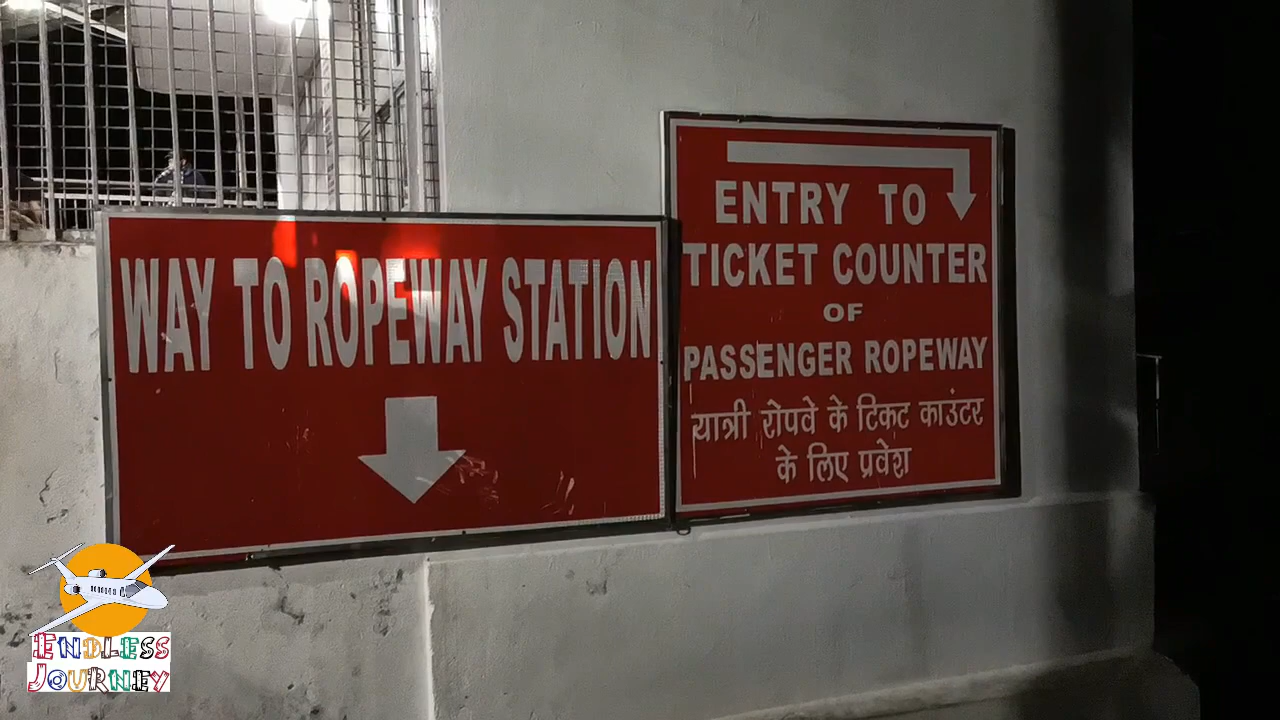 WAY TO ROPEWAY STATION
ENTRY TO
TICKET COUNTER
OF
PASSENGER ROPEWAY
यात्री रोपवे के टिकट काउंटर
के लिए प्रवेश
ENDLESS
JOURNEY